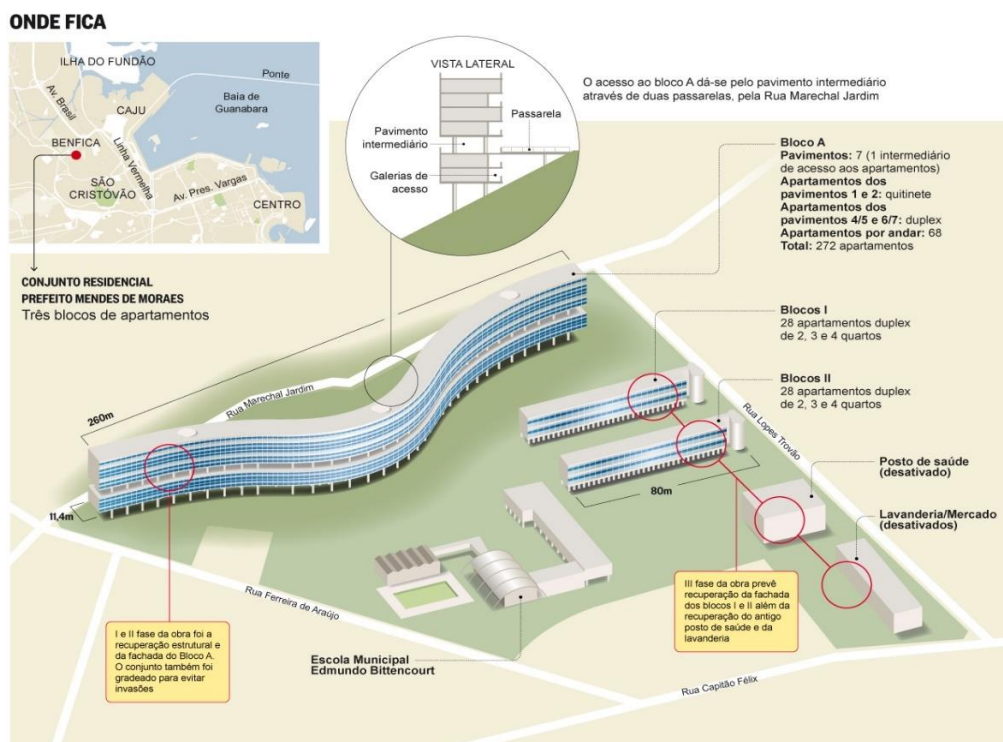 ONDE FICA
ILHA DO FUNDÃO
Av. Brasil
CAJU
Ponte
Baía de
Guanabara
BENFICA
Linha Vermelha
SÃO
CRISTÓVÃO
Av. Pres. Vargas
CENTRO
CONJUNTO RESIDENCIAL
PREFEITO MENDES DE MORAES
Três blocos de apartamentos
VISTA LATERAL
Passarela
Pavimento
intermediário
Galerias de
acesso
O acesso ao bloco A dá-se pelo pavimento intermediário
através de duas passarelas, pela Rua Marechal Jardim
Bloco A
Pavimentos: 7 (1 intermediário
de acesso aos apartamentos)
Apartamentos dos
pavimentos 1 e 2: quitinete
Apartamentos dos
pavimentos 4/5 e 6/7: duplex
Apartamentos por andar: 68
Total: 272 apartamentos
Blocos I
28 apartamentos duplex
de 2, 3 e 4 quartos
Blocos II
28 apartamentos duplex
de 2, 3 e 4 quartos
Rua Marechal Jardim
260m
11,4m
80m
Rua Lopes Trovão
Posto de saúde
(desativado)
Lavanderia/Mercado
(desativados)
Rua Ferreira de Araújo
I e II fase da obra foi a
recuperação estrutural e
da fachada do Bloco A.
O conjunto também foi
gradeado para evitar
invasões
III fase da obra prevê
recuperação da fachada
dos blocos I e II além da
recuperação do antigo
posto de saúde e da
lavanderia
Escola Municipal
Edmundo Bittencourt
Rua Capitão Félix